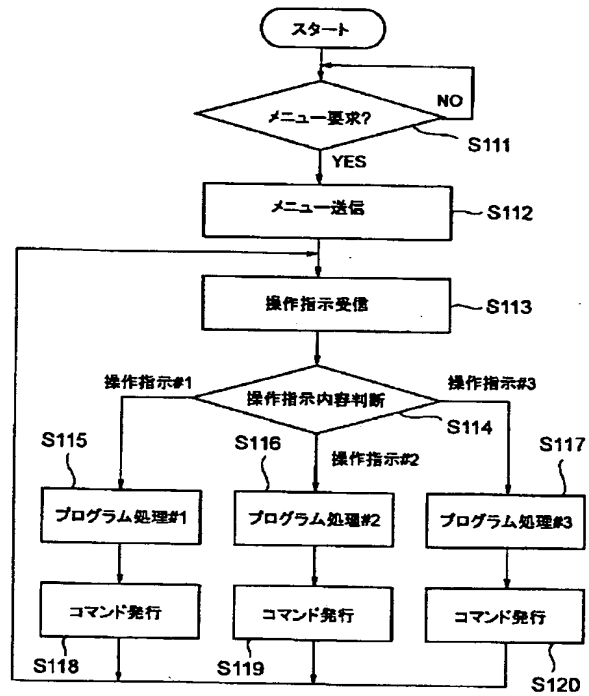 スタート
NO
メニュー要求?
S111
YES
メニュー送信
S112
操作指示受信
S113
操作指示#1
操作指示#3
操作指示内容判断
S114
S115
S116
操作指示#2
S117
プログラム処理#1
プログラム処理#2
プログラム処理#3
コマンド発行
コマンド発行
コマンド発行
S118
S119
S120